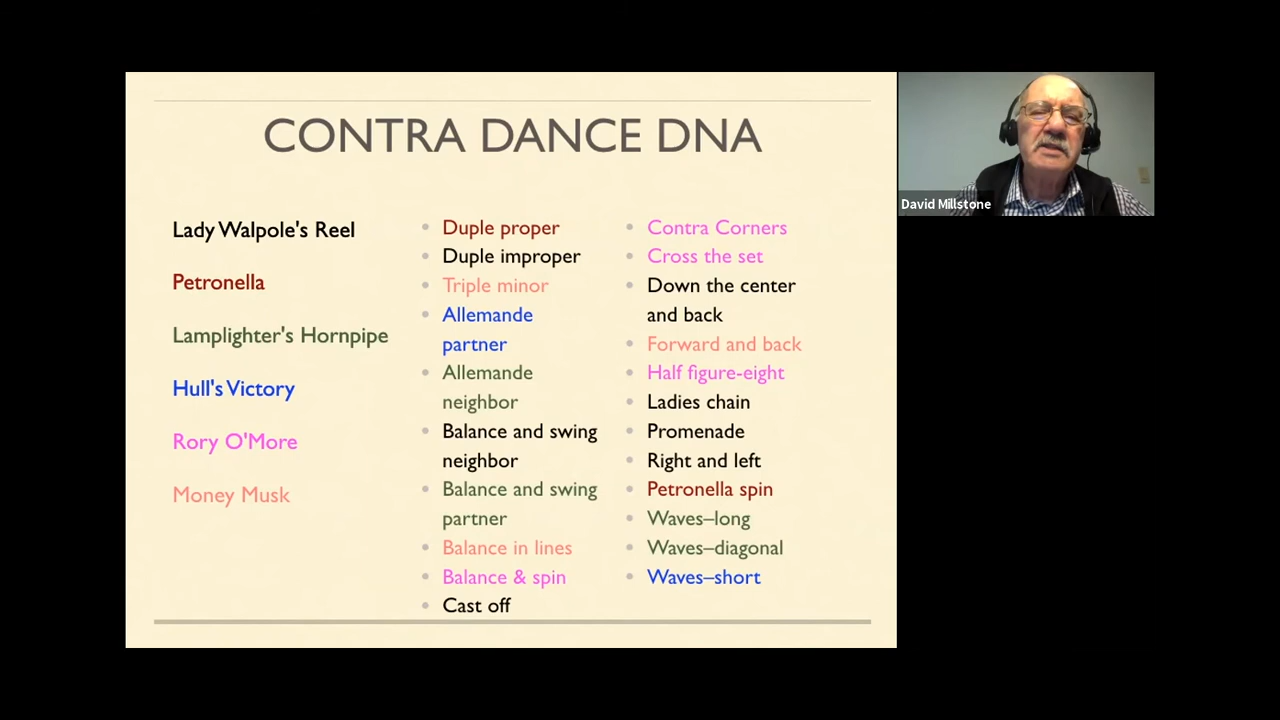 CONTRA DANCE DNA
Lady Walpole's Reel
Petronella
Lamplighter's Hornpipe
Hull's Victory
Rory O'More
Money Musk
• Duple proper
• Duple improper
• Triple minor
• Allemande
partner
• Allemande
neighbor
• Balance and swing
neighbor
• Balance and swing
partner
• Balance in lines
• Balance & spin
• Cast off
• Contra Corners
• Cross the set
• Down the center
and back
• Forward and back
• Half figure-eight
• Ladies chain
• Promenade
• Right and left
• Petronella spin
• Waves–long
• Waves–diagonal
• Waves–short
David Millstone